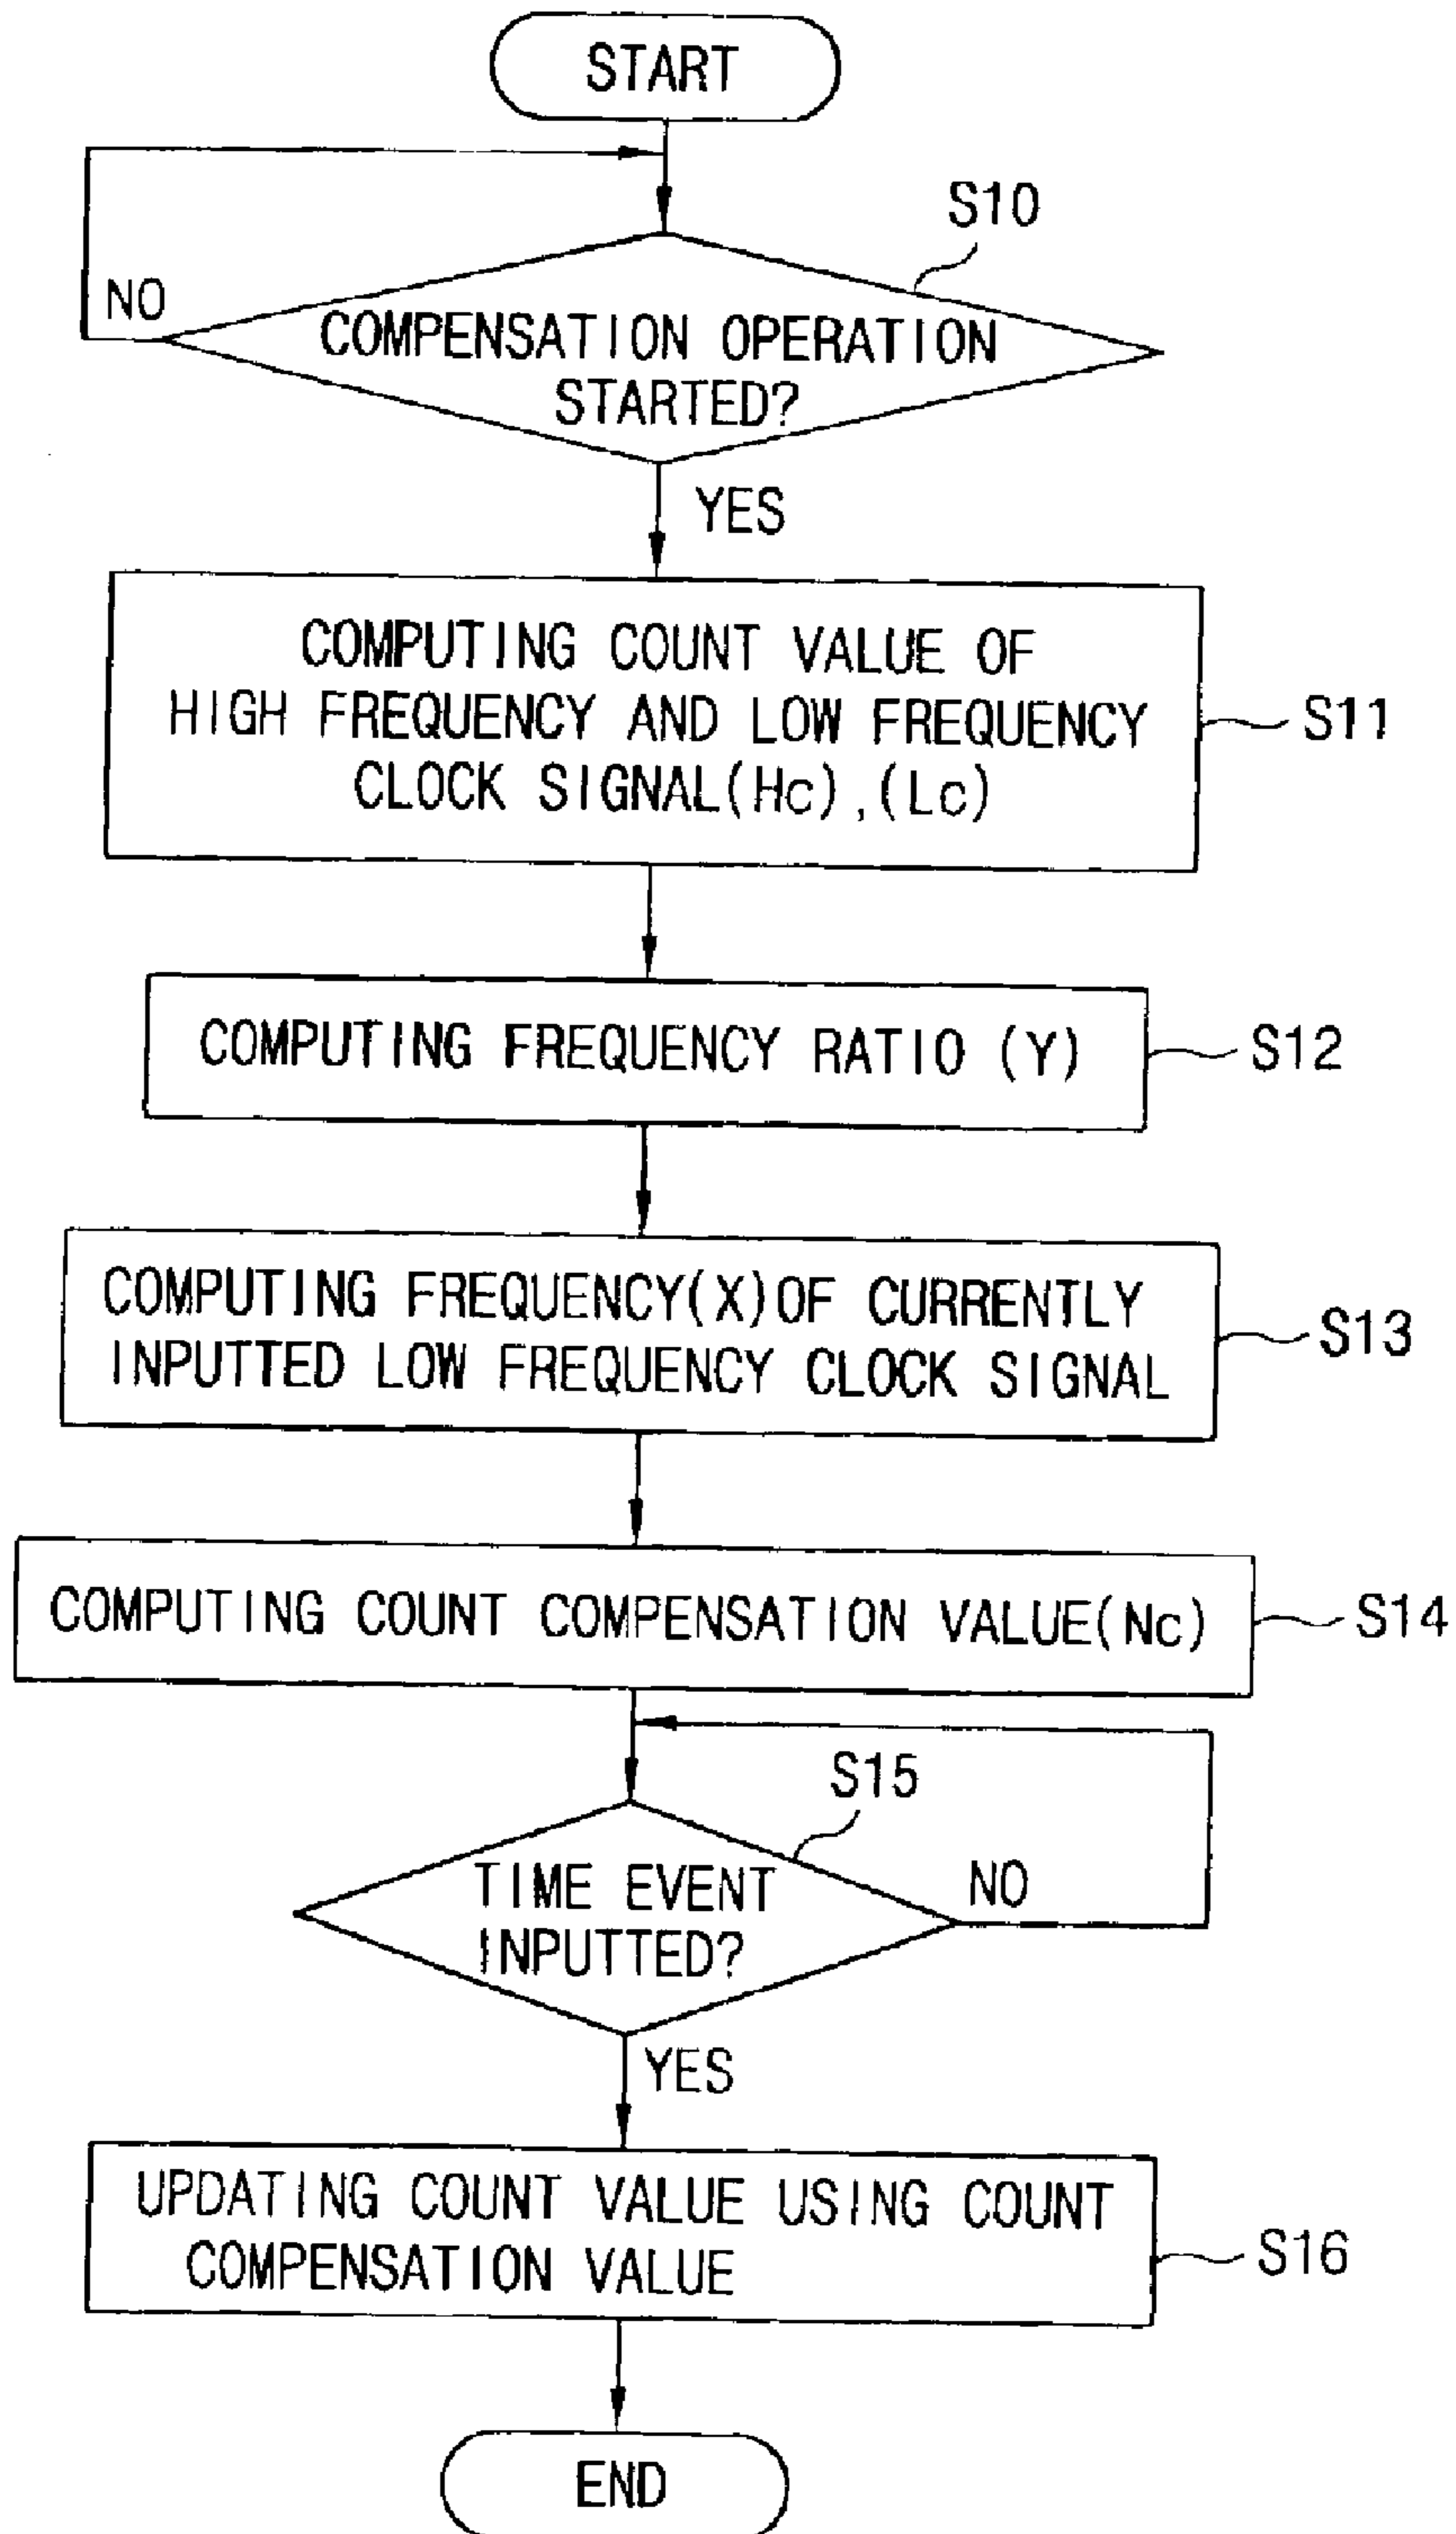 START
S10
NO
COMPENSATION OPERATION
STARTED?
YES
COMPUTING COUNT VALUE OF
HIGH FREQUENCY AND LOW FREQUENCY
CLOCK SIGNAL(Hc),(Lc)
S11
COMPUTING FREQUENCY RATIO (Y)
S12
COMPUTING FREQUENCY(X)OF CURRENTLY
INPUTTED LOW FREQUENCY CLOCK SIGNAL
S13
COMPUTING COUNT COMPENSATION VALUE(Nc)
S14
S15
TIME EVENT
INPUTTED?
NO
YES
UPDATING COUNT VALUE USING COUNT
COMPENSATION VALUE
S16
END